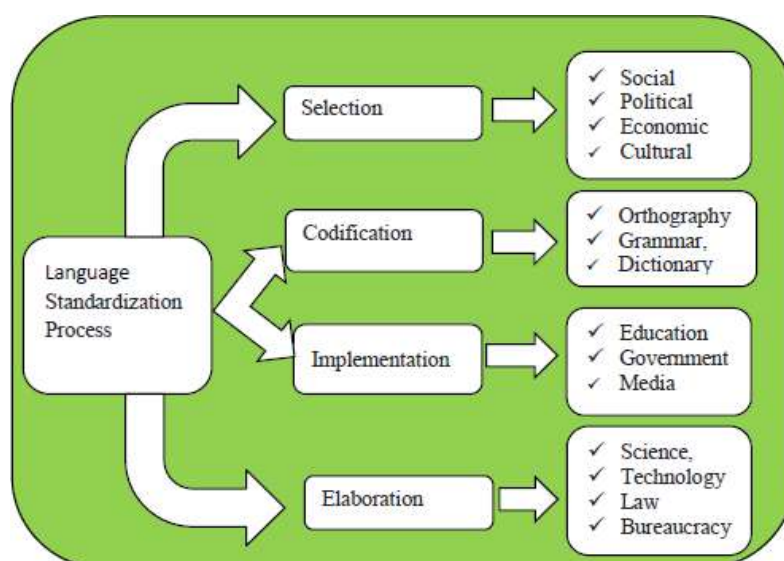 Language
Standardization
Process
Selection
✓ Social
✓ Political
✓ Economic
✓ Cultural
Codification
✓ Orthography
✓ Grammar,
✓ Dictionary
Implementation
✓ Education
✓ Government
✓ Media
Elaboration
✓ Science,
✓ Technology
✓ Law
✓ Bureaucracy